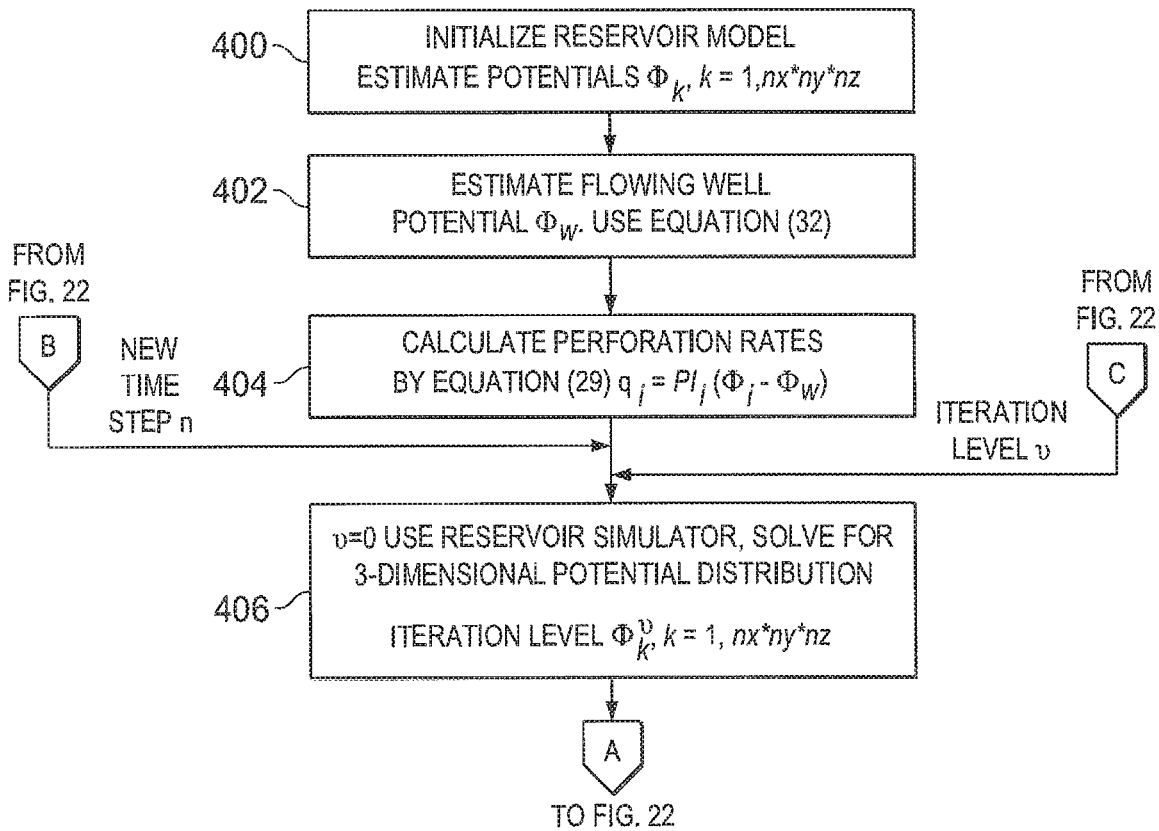 400
INITIALIZE RESERVOIR MODEL
ESTIMATE POTENTIALS Φk, k = 1,nx*ny*nz
402
ESTIMATE FLOWING WELL
POTENTIAL Φw. USE EQUATION (32)
FROM
FIG. 22
B
NEW
TIME
STEP n
404
CALCULATE PERFORATION RATES
BY EQUATION (29) qi = PIi (Φi - Φw)
FROM
FIG. 22
C
ITERATION
LEVEL υ
406
υ=0 USE RESERVOIR SIMULATOR, SOLVE FOR
3-DIMENSIONAL POTENTIAL DISTRIBUTION
ITERATION LEVEL Φkυ, k = 1, nx*ny*nz
A
TO FIG. 22